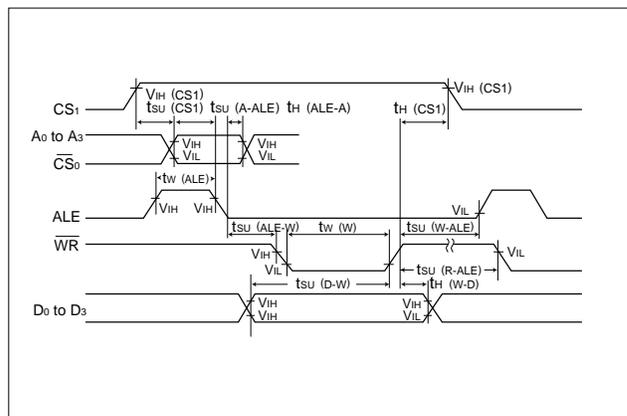 VIH (CS1)
VIH (CS1)
CS1
tSU (CS1) tSU (A-ALE) tH (ALE-A)
tH (CS1)
A0 to A3
VIH
VIH
CS0
VIL
VIL
tW (ALE)
ALE
VIH
VIH
VIL
tSU (ALE-W)
tW (W)
tSU (W-ALE)
WR
VIH
VIL
VIL
tSU (R-ALE)
tSU (D-W)
tH (W-D)
D0 to D3
VIH
VIH
VIH
VIL